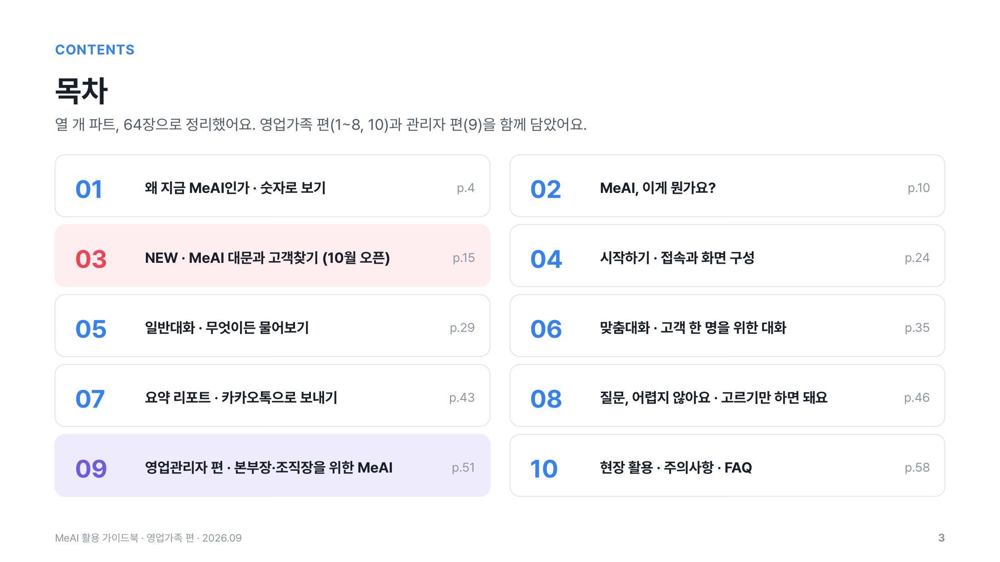 CONTENTS
목차
열 개 파트, 64장으로 정리했어요. 영업가족 편(1~8, 10)과 관리자 편(9)을 함께 담았어요.
01 왜 지금 MeAI인가 · 숫자로 보기 p.4
02 MeAI, 이게 뭔가요? p.10
03 NEW · MeAI 대문과 고객찾기 (10월 오픈) p.15
04 시작하기 · 접속과 화면 구성 p.24
05 일반대화 · 무엇이든 물어보기 p.29
06 맞춤대화 · 고객 한 명을 위한 대화 p.35
07 요약 리포트 · 카카오톡으로 보내기 p.43
08 질문, 어렵지 않아요 · 고르기만 하면 돼요 p.46
09 영업관리자 편 · 본부장·조직장을 위한 MeAI p.51
10 현장 활용 · 주의사항 · FAQ p.58
MeAI 활용 가이드북 · 영업가족 편 · 2026.09
3